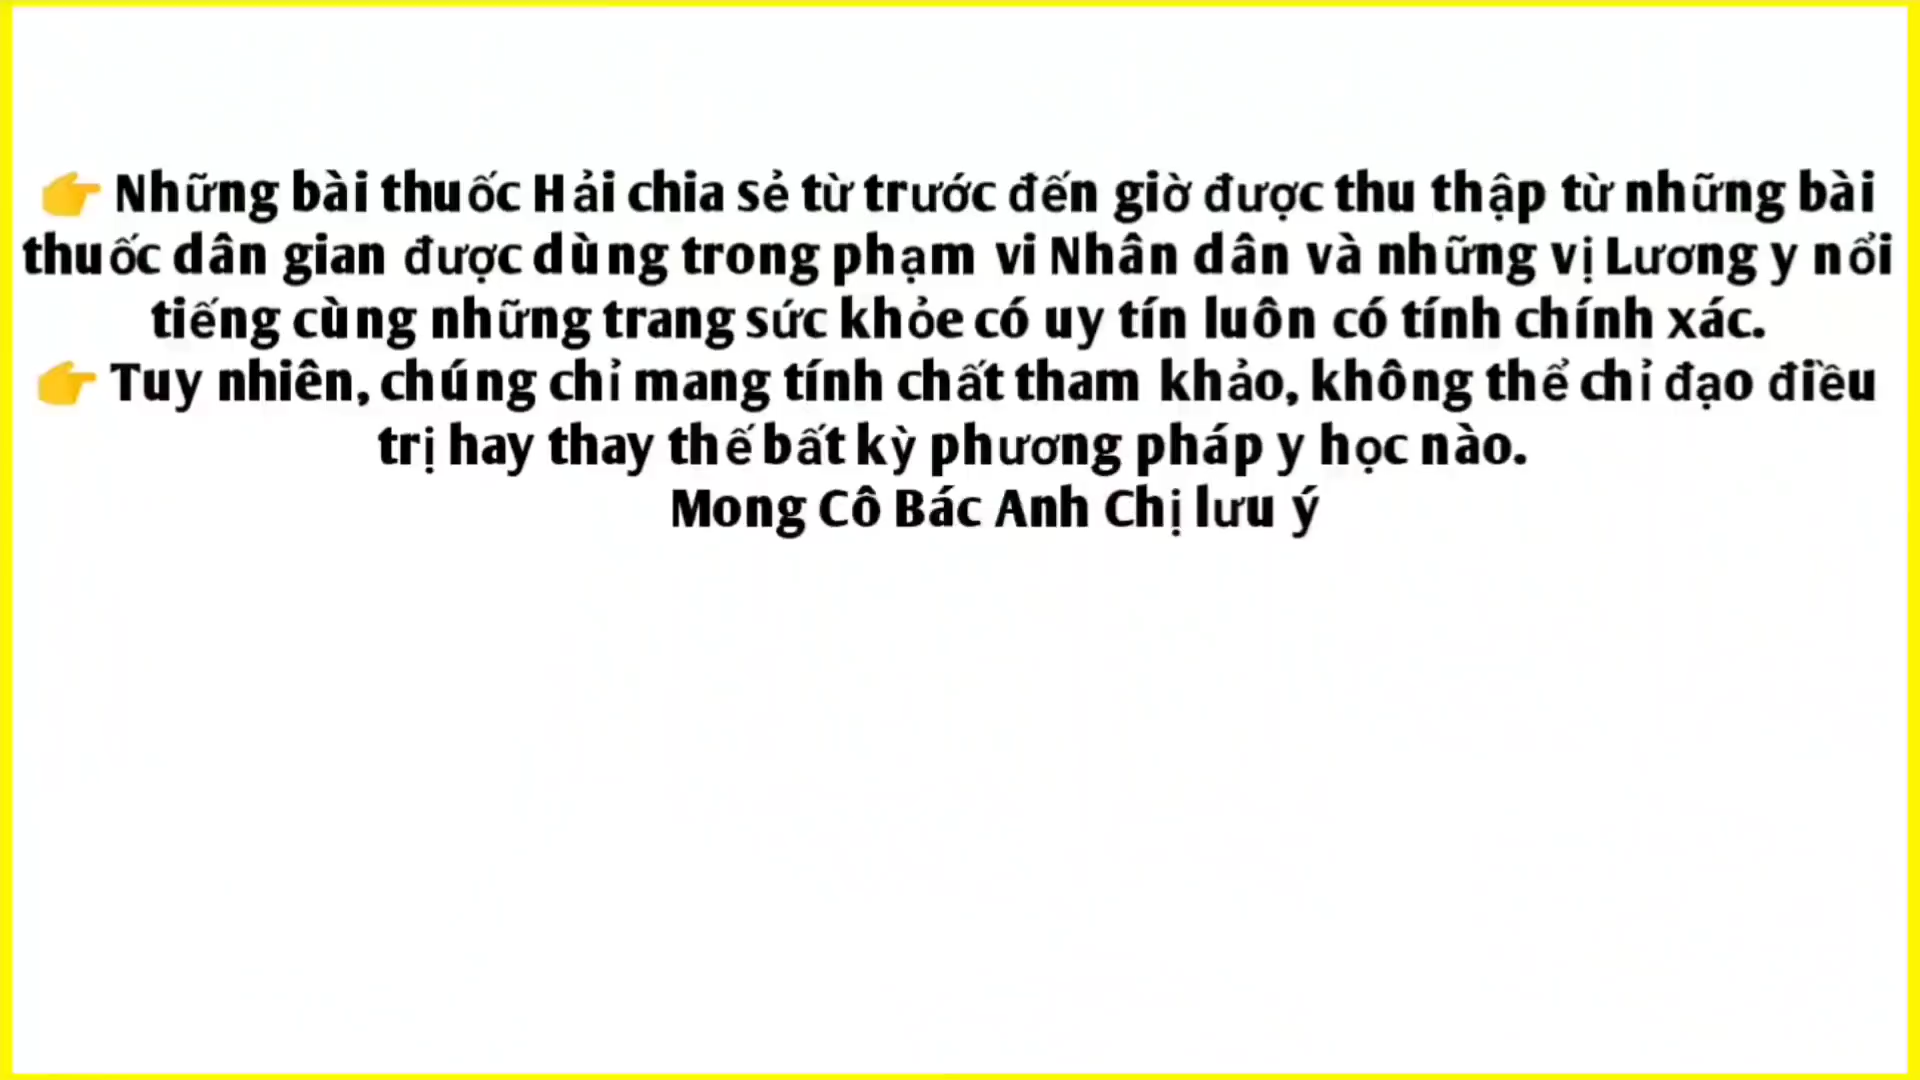 👉 Những bài thuốc Hải chia sẻ từ trước đến giờ được thu thập từ những bài
thuốc dân gian được dùng trong phạm vi Nhân dân và những vị Lương y nổi
tiếng cùng những trang sức khỏe có uy tín luôn có tính chính xác.
👉 Tuy nhiên, chúng chỉ mang tính chất tham khảo, không thể chỉ đạo điều
trị hay thay thế bất kỳ phương pháp y học nào.
Mong Cô Bác Anh Chị lưu ý